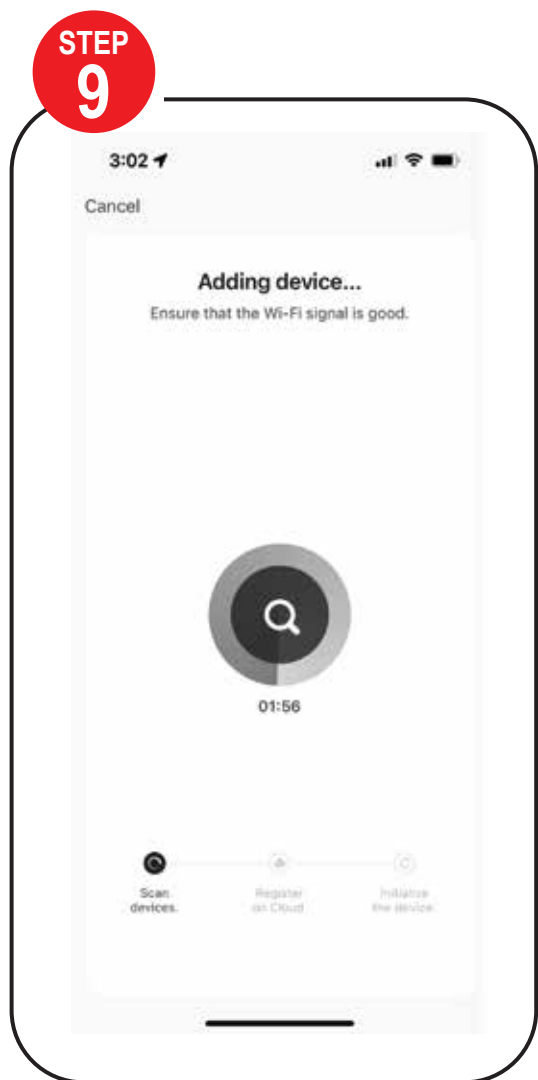 STEP
9
3:02
Cancel
Adding device...
Ensure that the Wi-Fi signal is good.
01:56
Scan
devices.
Register
on Cloud
Initialize
the device.